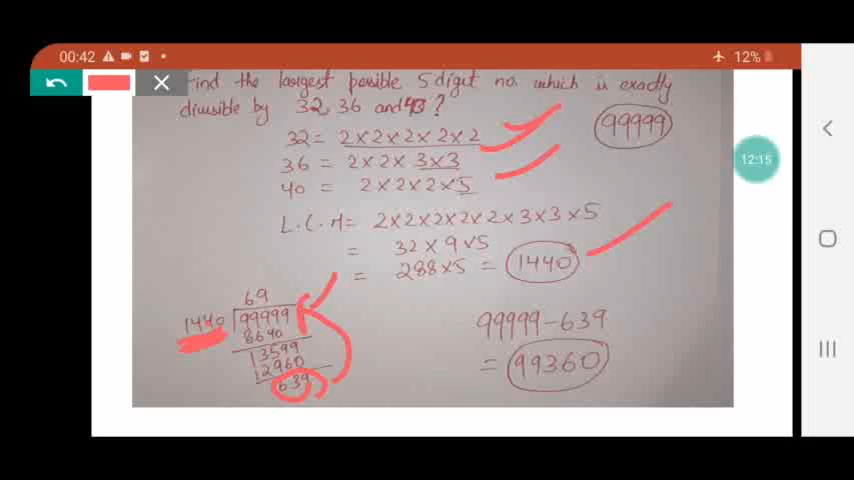 00:42
12%
Find the largest possible 5 digit no. which is exactly
divisible by 32, 36 and 40?
99999
32 = 2×2×2×2×2
12:15
36 = 2×2×3×3
40 = 2×2×2×5
L.C.M = 2×2×2×2×2×3×3×5
= 32×9×5
= 288×5 = 1440
69
1440 99999
8640
13599
12960
639
99999-639
= 99360